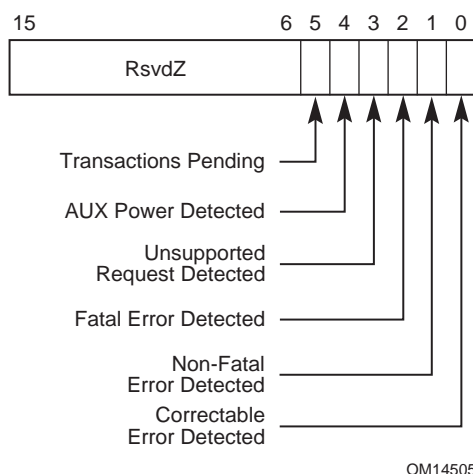 15 6 5 4 3 2 1 0
RsvdZ
Transactions Pending
AUX Power Detected
Unsupported
Request Detected
Fatal Error Detected
Non-Fatal
Error Detected
Correctable
Error Detected
OM14505